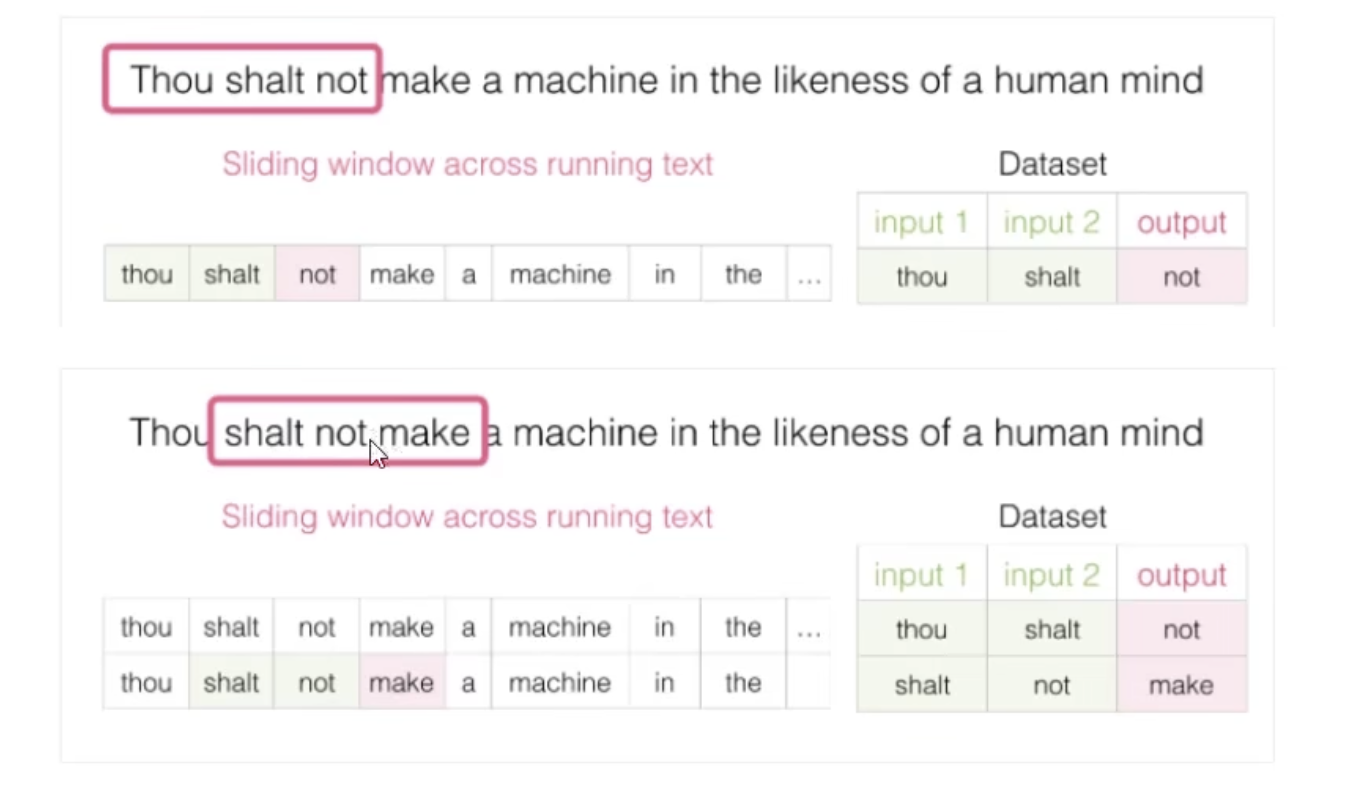 Thou shalt not make a machine in the likeness of a human mind
Sliding window across running text
Dataset
input 1 input 2 output
thou shalt not make a machine in the ...
thou shalt not
Thou shalt not make a machine in the likeness of a human mind
Sliding window across running text
Dataset
input 1 input 2 output
thou shalt not make a machine in the ...
thou shalt not
thou shalt not make a machine in the
shalt not make